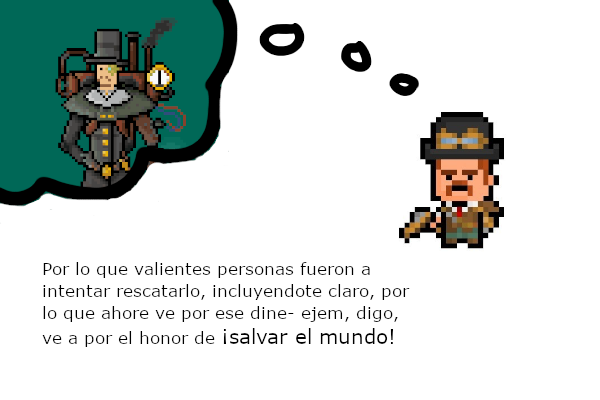 Por lo que valientes personas fueron a
intentar rescatarlo, incluyendote claro, por
lo que ahore ve por ese dine- ejem, digo,
ve a por el honor de ¡salvar el mundo!